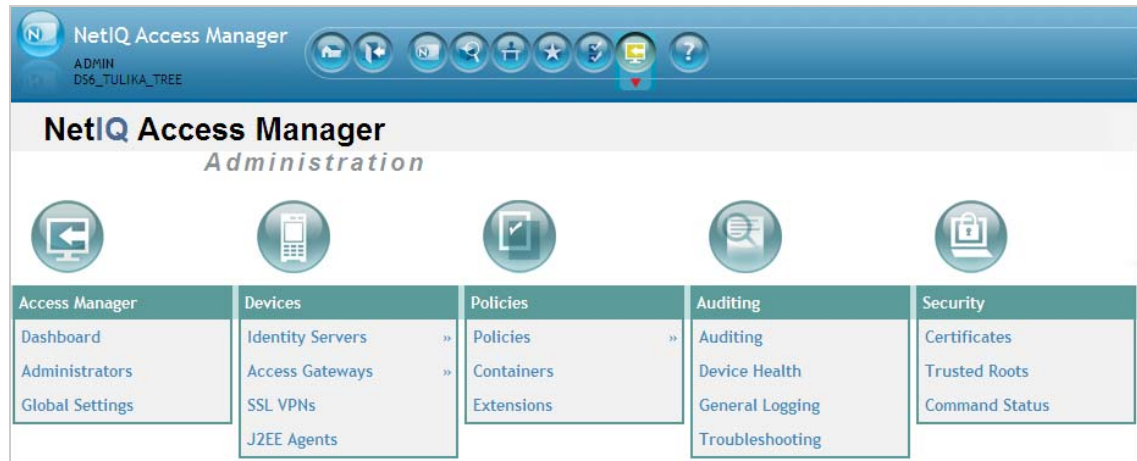 NetIQ Access Manager
ADMIN
DS6_TULIKA_TREE
NetIQ Access Manager
Administration
Access Manager
Dashboard
Administrators
Global Settings
Devices
Identity Servers »
Access Gateways »
SSL VPNs
J2EE Agents
Policies
Policies »
Containers
Extensions
Auditing
Auditing
Device Health
General Logging
Troubleshooting
Security
Certificates
Trusted Roots
Command Status